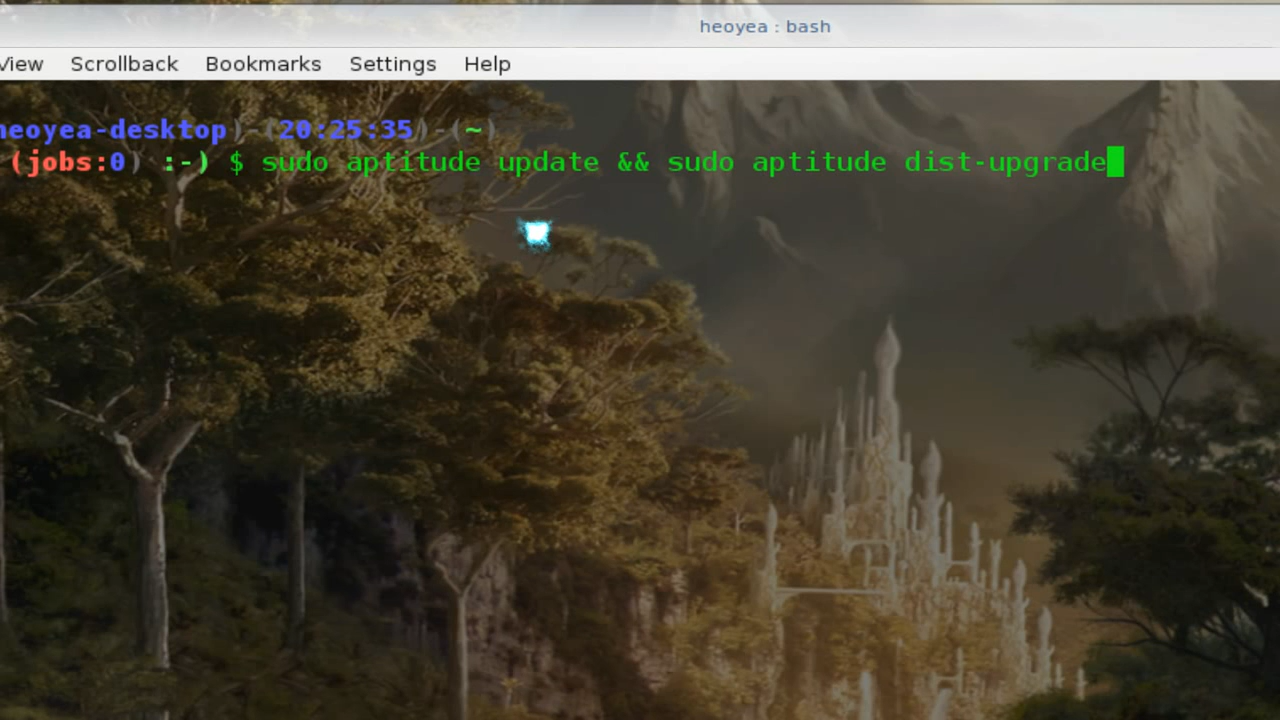 heoyea : bash
View Scrollback Bookmarks Settings Help
heoyea-desktop)-(20:25:35)-(~)
(jobs:0) :-) $ sudo aptitude update && sudo aptitude dist-upgrade